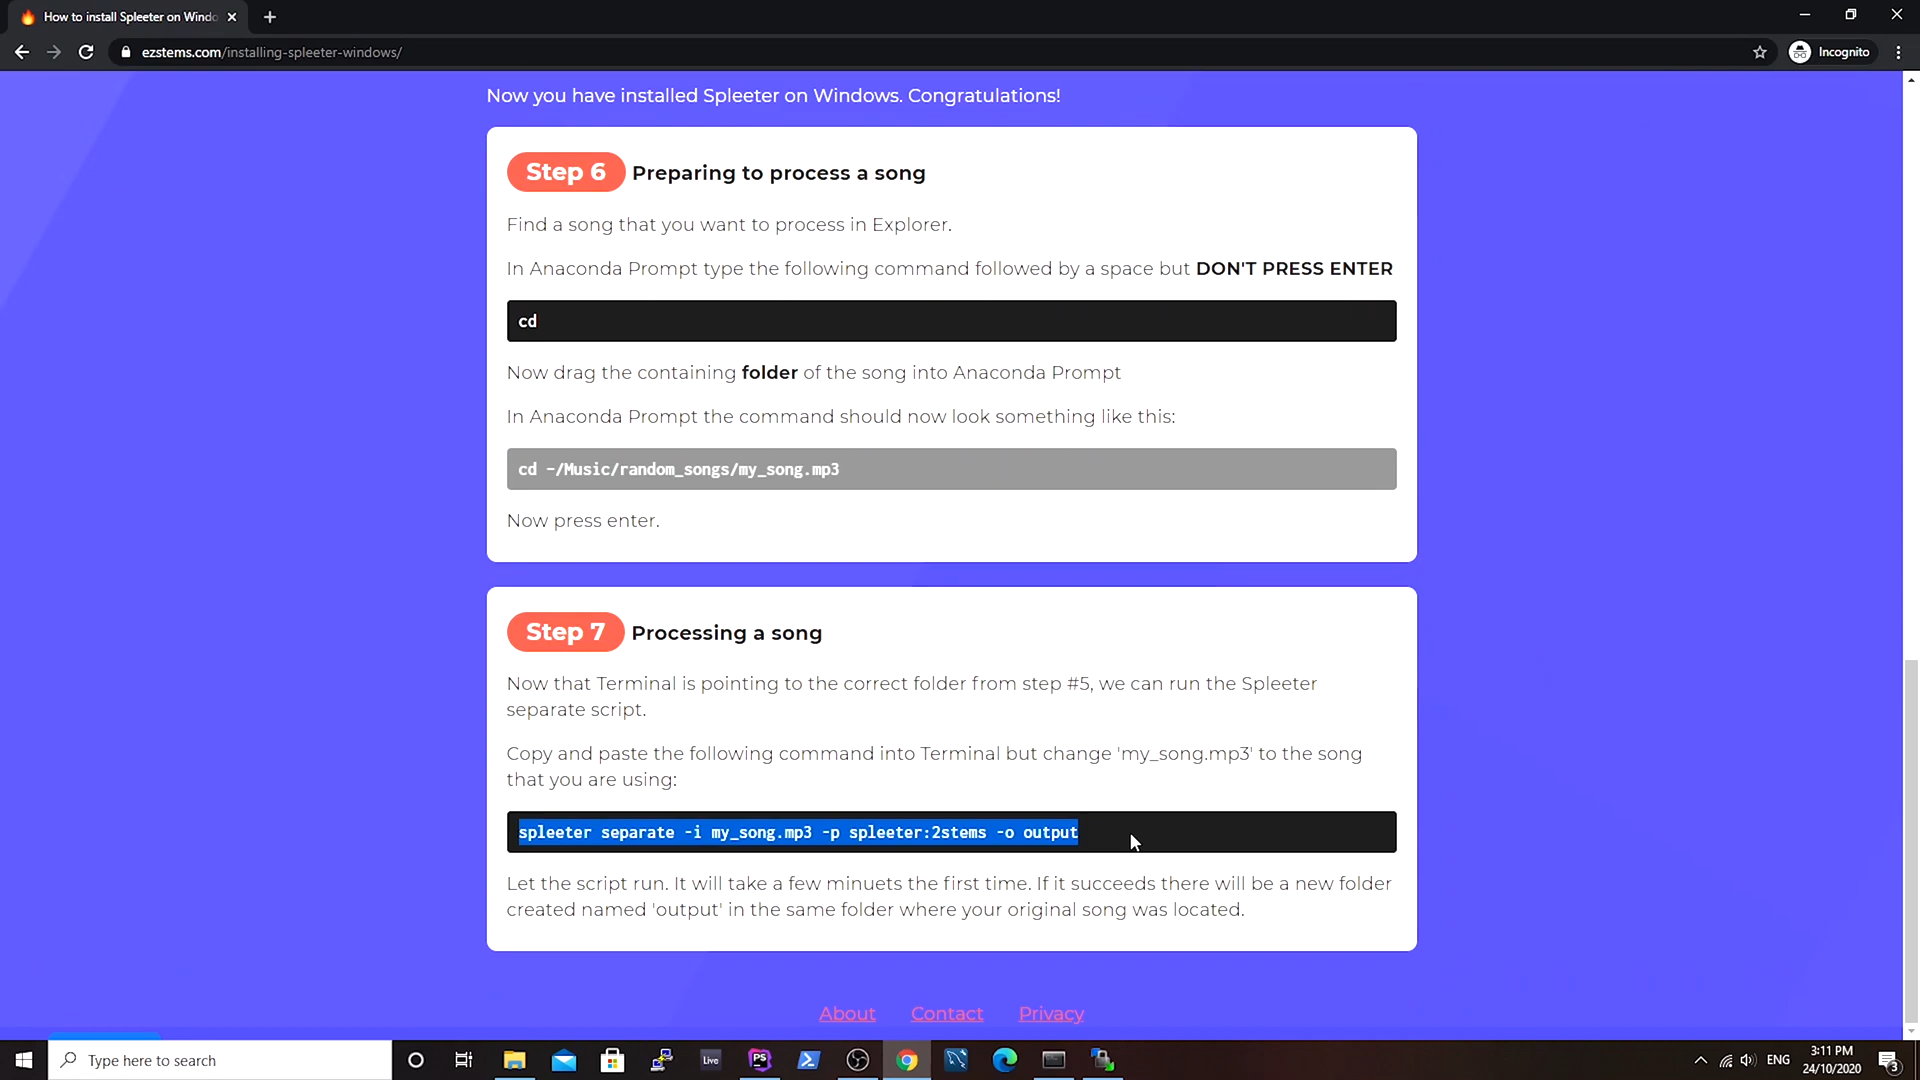 How to install Spleeter on Windo
ezstems.com/installing-spleeter-windows/
Incognito
Now you have installed Spleeter on Windows. Congratulations!
Step 6 Preparing to process a song
Find a song that you want to process in Explorer.
In Anaconda Prompt type the following command followed by a space but DON'T PRESS ENTER
cd
Now drag the containing folder of the song into Anaconda Prompt
In Anaconda Prompt the command should now look something like this:
cd ~/Music/random_songs/my_song.mp3
Now press enter.
Step 7 Processing a song
Now that Terminal is pointing to the correct folder from step #5, we can run the Spleeter
separate script.
Copy and paste the following command into Terminal but change 'my_song.mp3' to the song
that you are using:
spleeter separate -i my_song.mp3 -p spleeter:2stems -o output
Let the script run. It will take a few minuets the first time. If it succeeds there will be a new folder
created named 'output' in the same folder where your original song was located.
About Contact Privacy
Type here to search
Live
PS
ENG
3:11 PM
24/10/2020
3